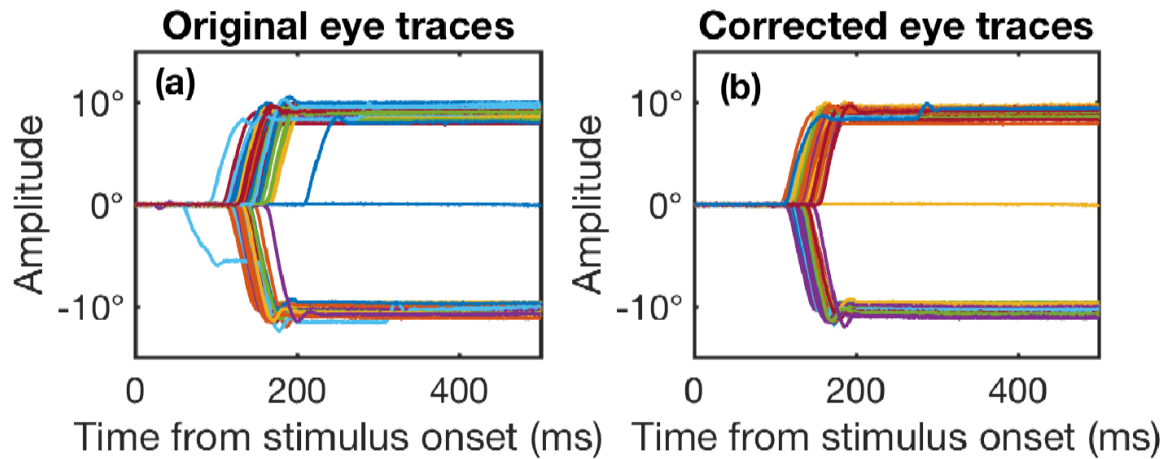 Original eye traces
(a)
10°
0°
-10°
Amplitude
0 200 400
Time from stimulus onset (ms)
Corrected eye traces
(b)
10°
0°
-10°
Amplitude
0 200 400
Time from stimulus onset (ms)